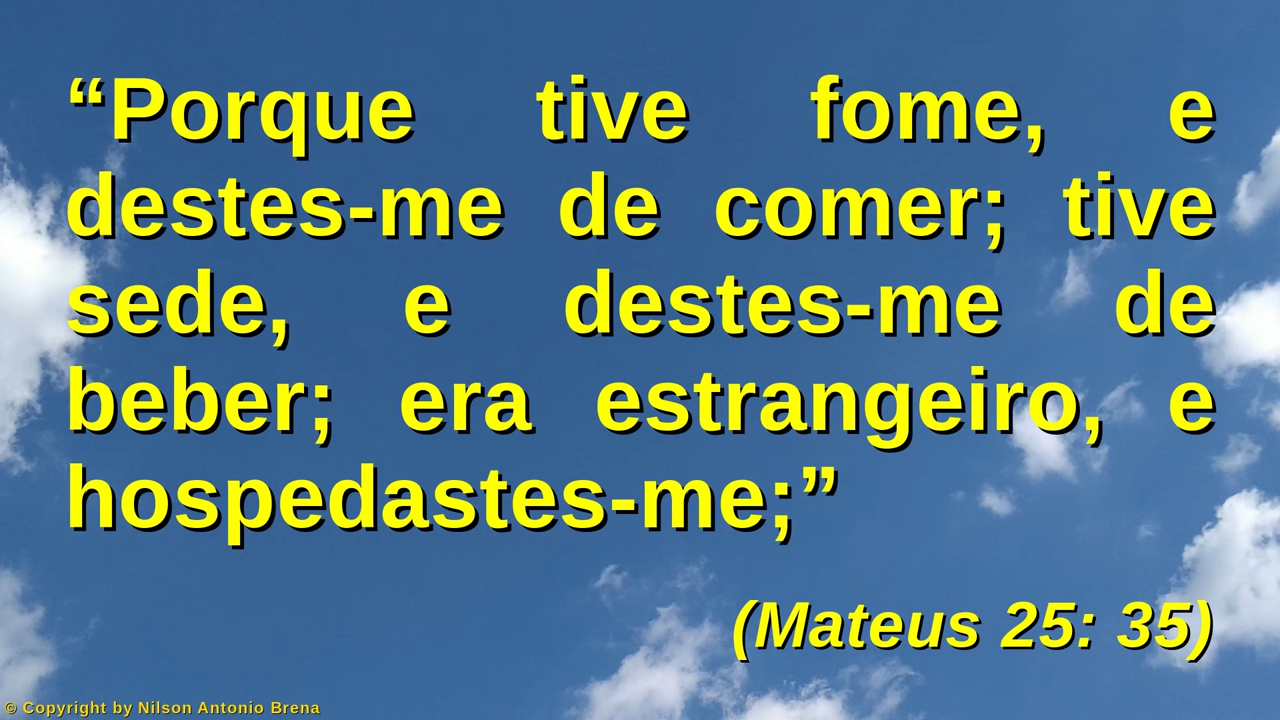 “Porque tive fome, e
destes-me de comer; tive
sede, e destes-me de
beber; era estrangeiro, e
hospedastes-me;”
(Mateus 25: 35)
© Copyright by Nilson Antonio Brena